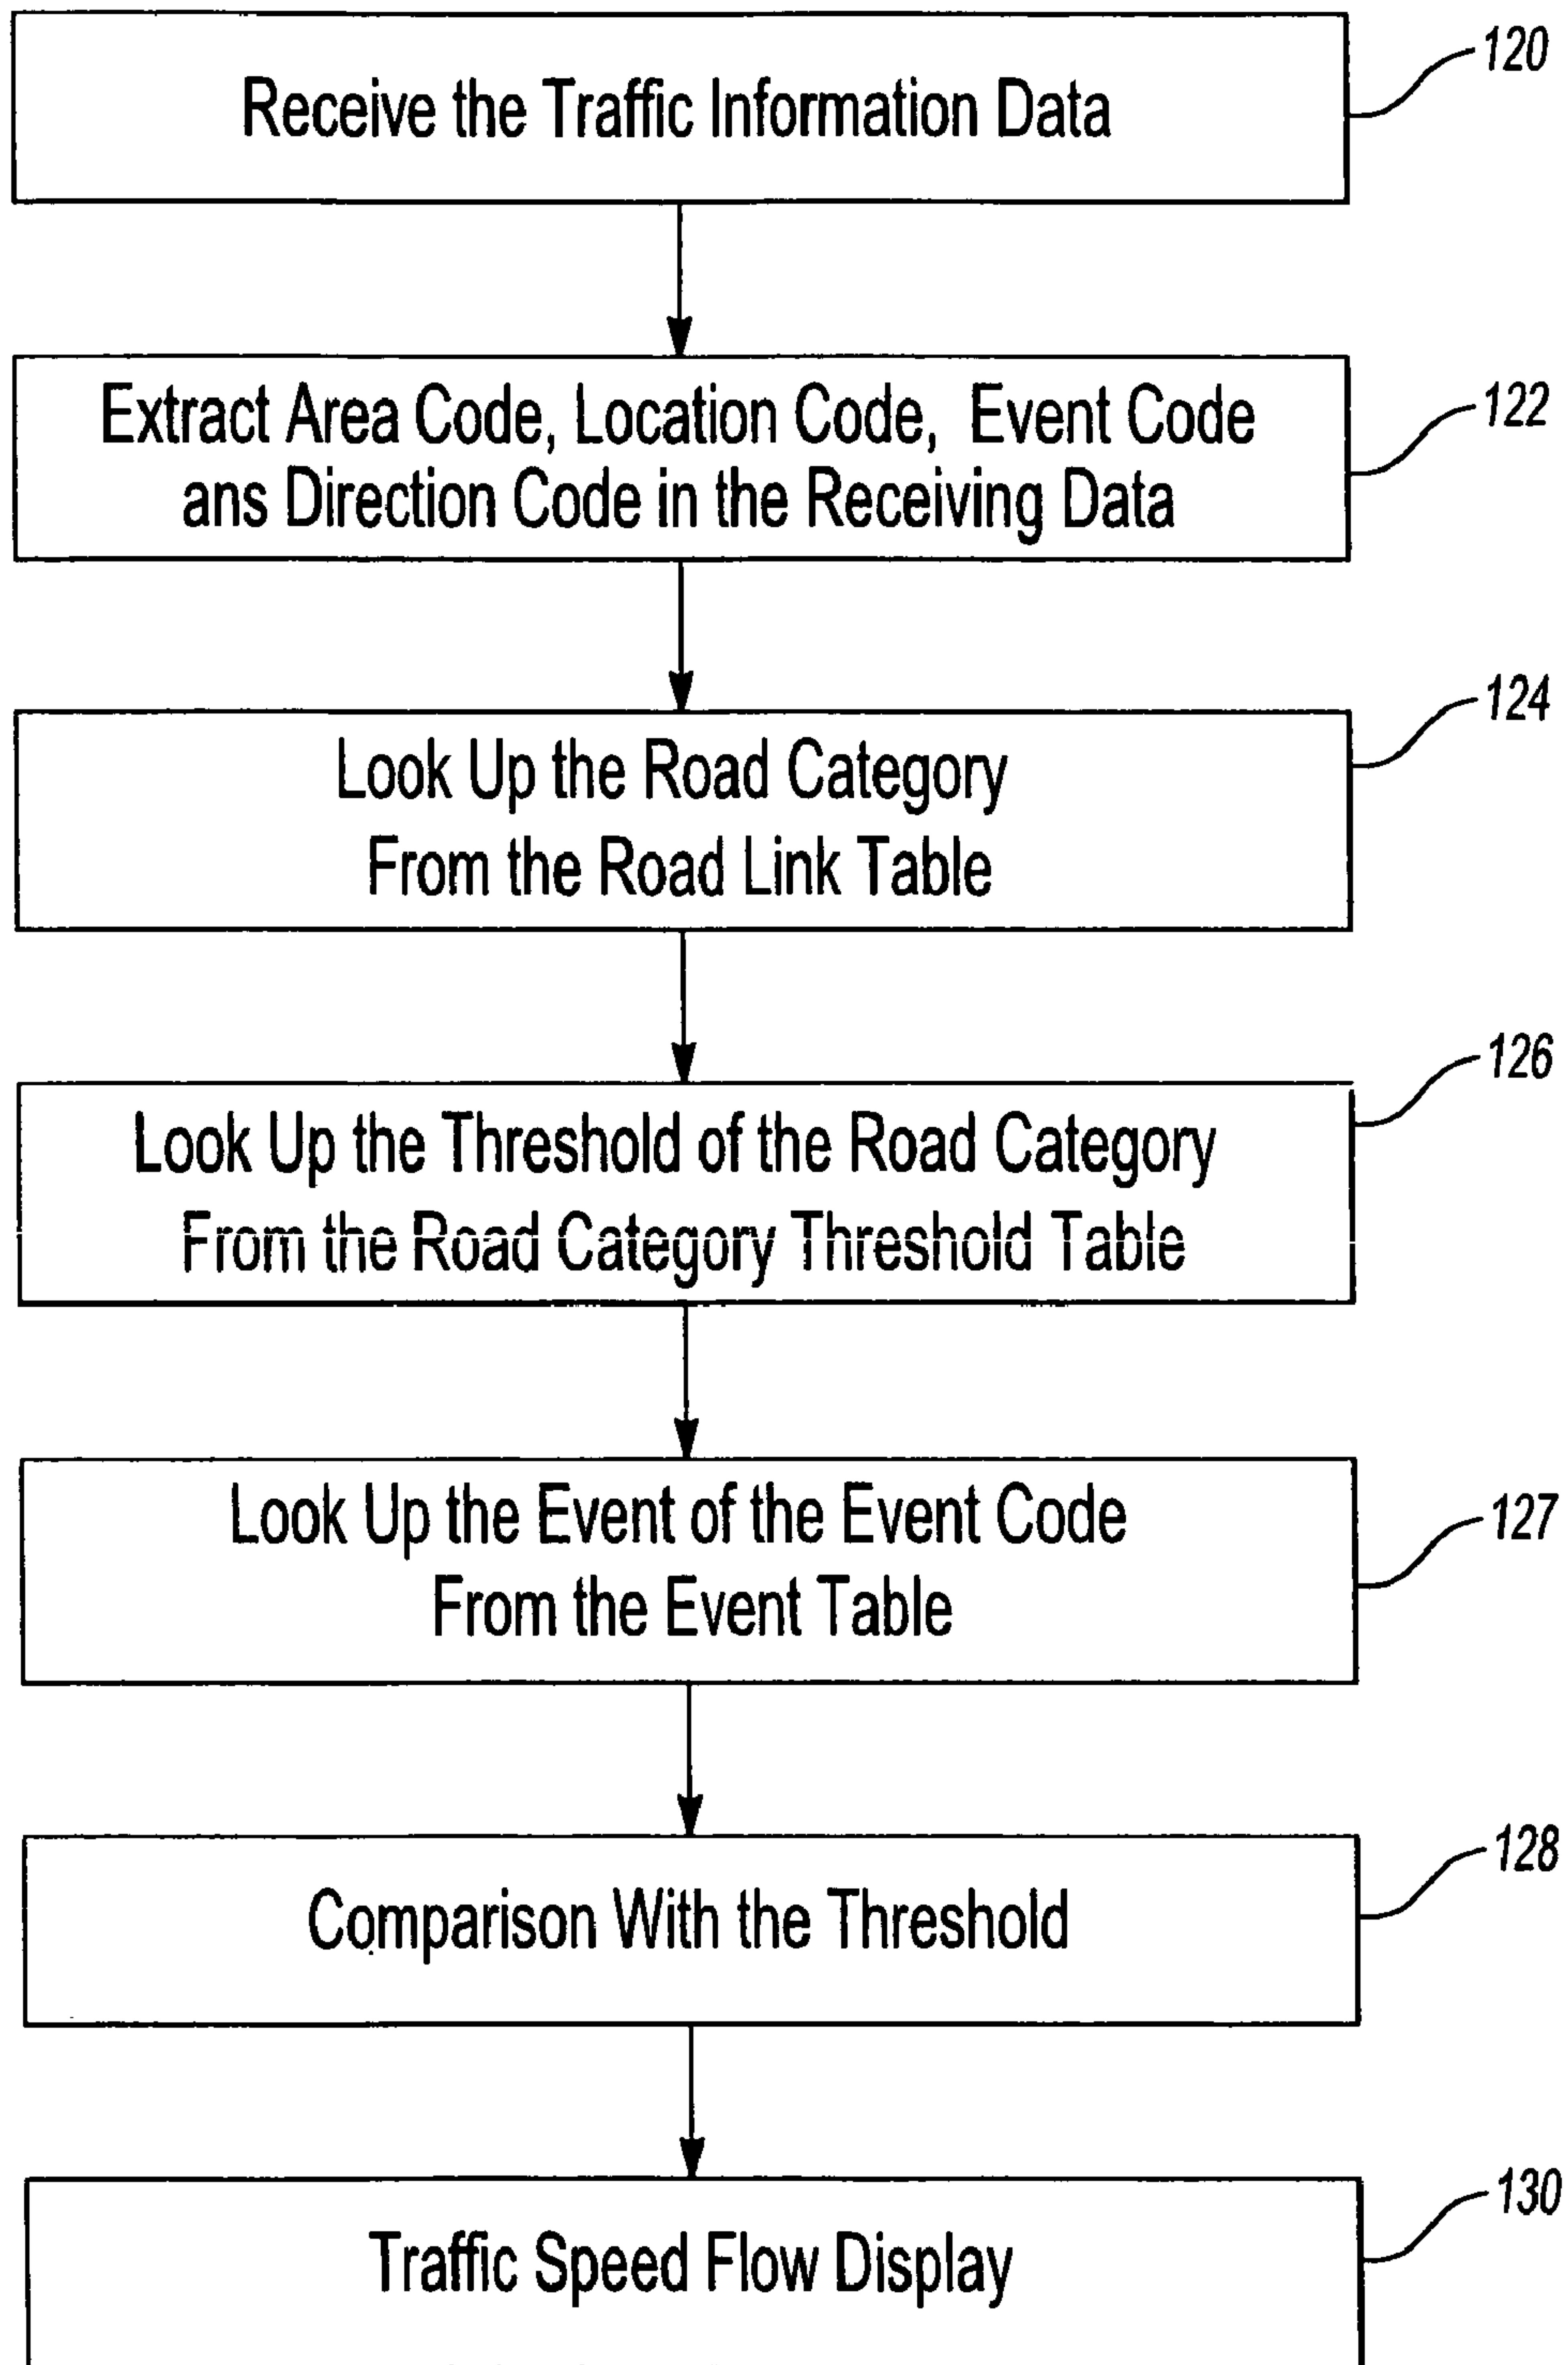 120
Receive the Traffic Information Data
122
Extract Area Code, Location Code, Event Code
ans Direction Code in the Receiving Data
124
Look Up the Road Category
From the Road Link Table
126
Look Up the Threshold of the Road Category
From the Road Category Threshold Table
127
Look Up the Event of the Event Code
From the Event Table
128
Comparison With the Threshold
130
Traffic Speed Flow Display